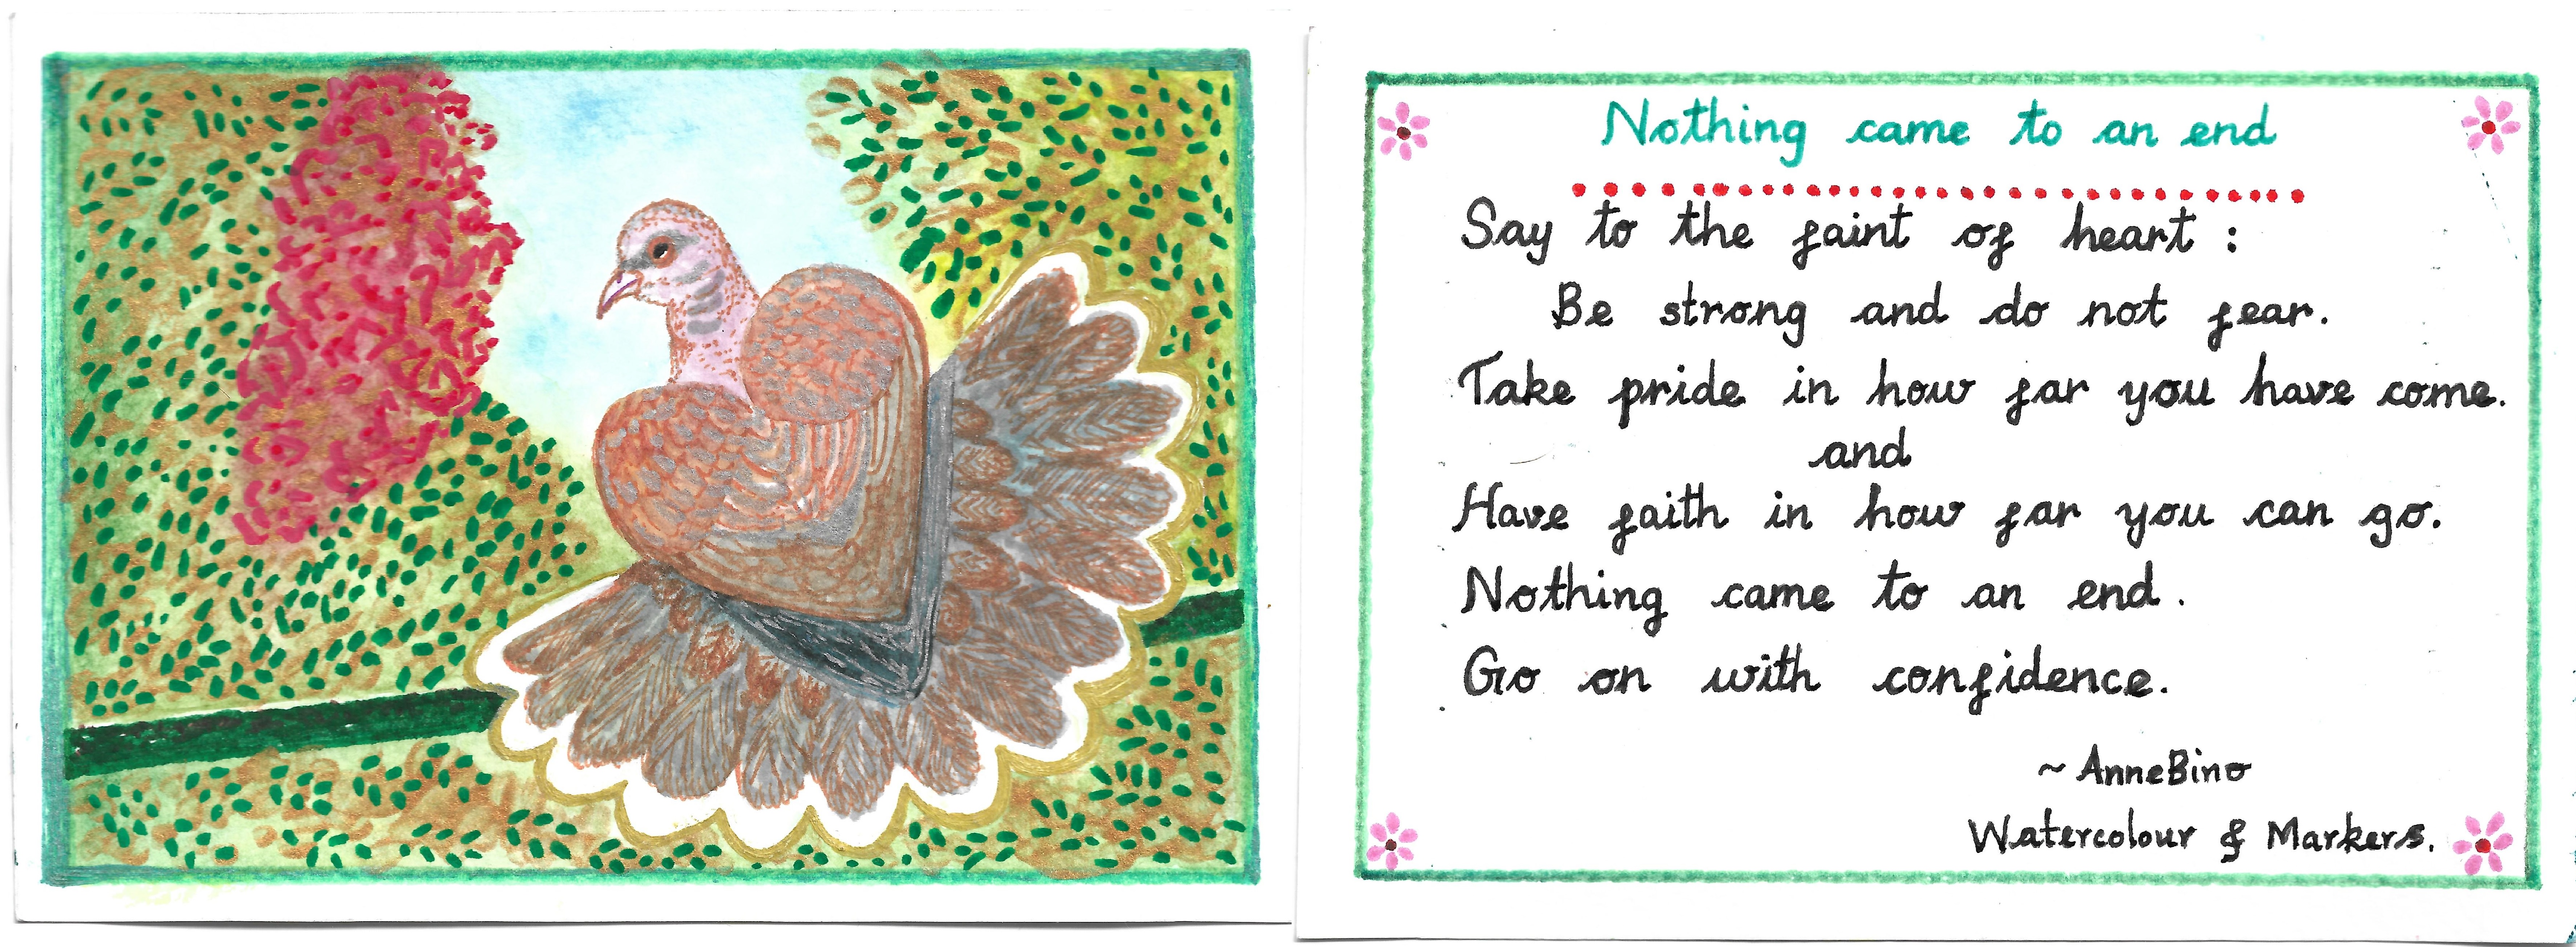 Nothing came to an end
Say to the faint of heart :
Be strong and do not fear.
Take pride in how far you have come.
and
Have faith in how far you can go.
Nothing came to an end.
Go on with confidence.
~ AnneBino
Watercolour & Markers.